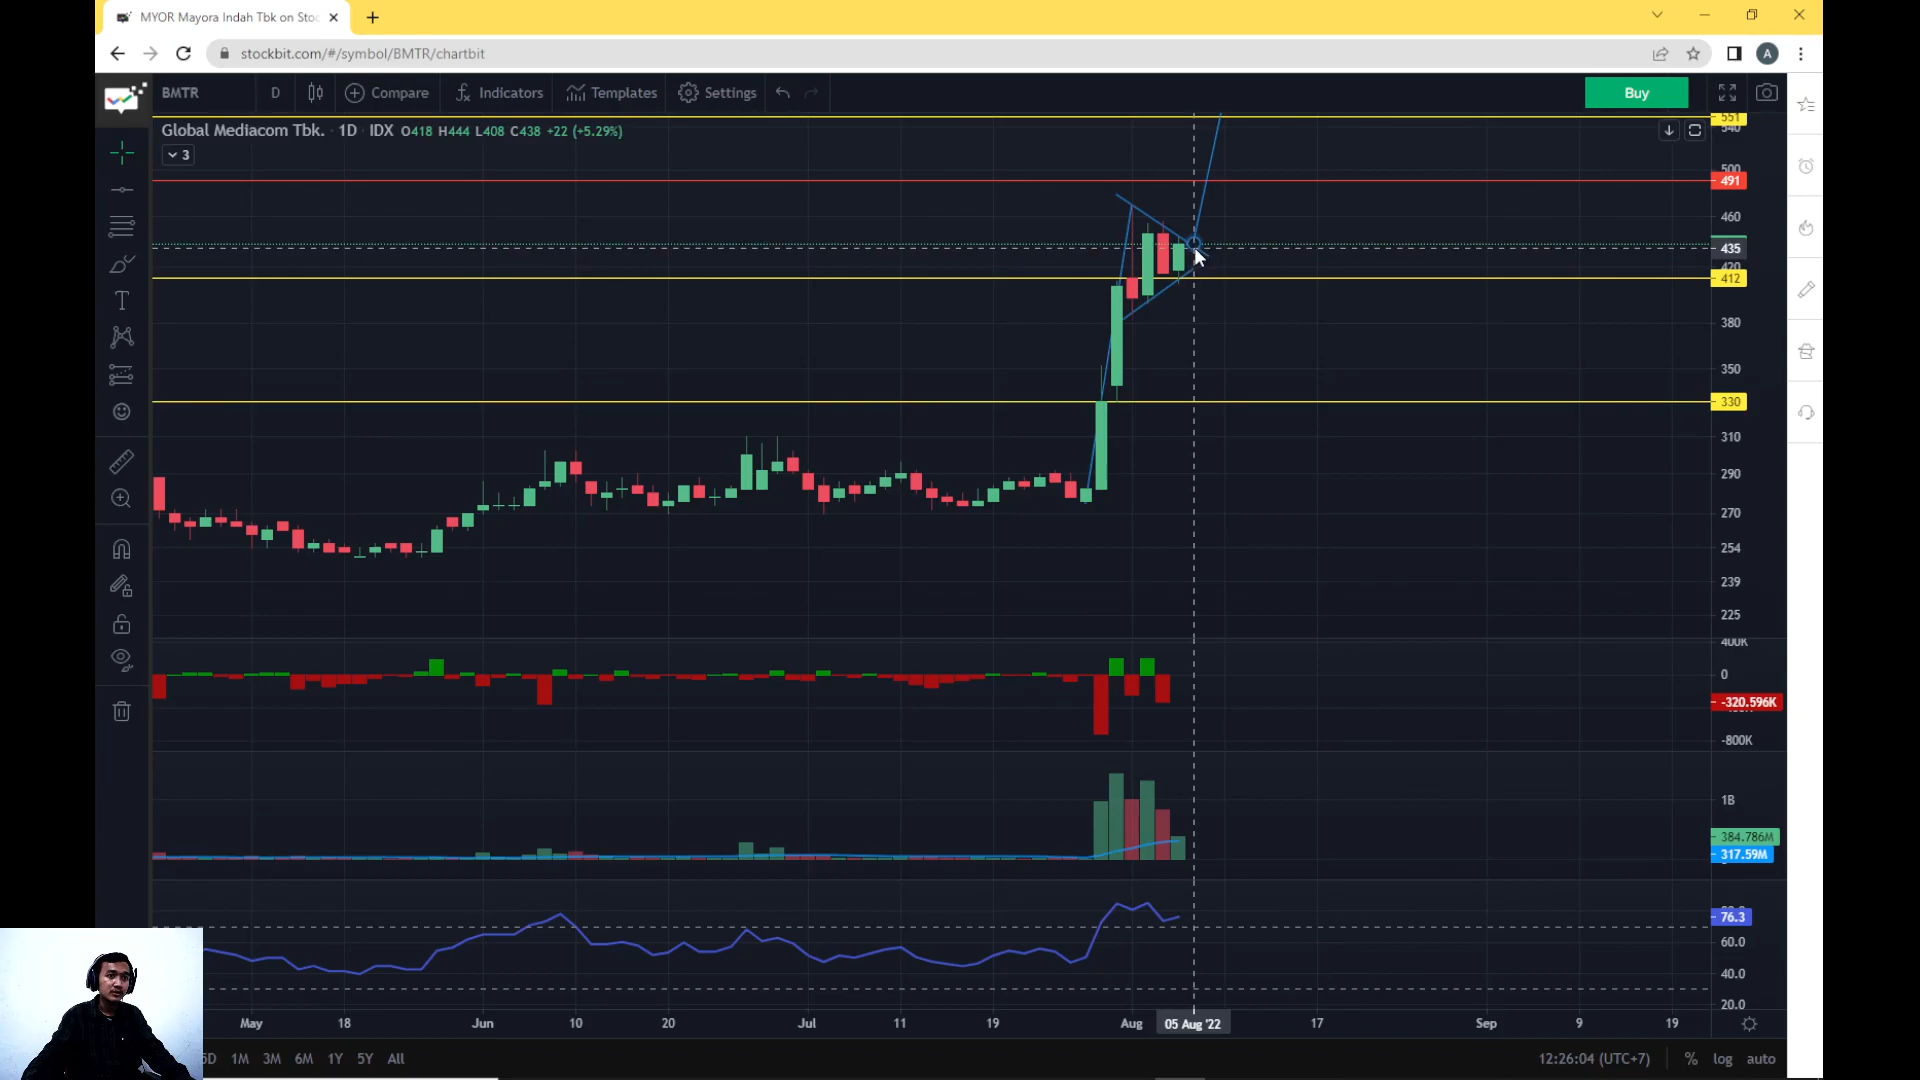 MYOR Mayora Indah Tbk on Stoc
stockbit.com/#/symbol/BMTR/chartbit
A
BMTR
D
Compare
Indicators
Templates
Settings
Buy
Global Mediacom Tbk. · 1D · IDX O418 H444 L408 C438 +22 (+5.29%)
3
551
540
500
491
460
435
420
412
380
350
330
310
290
270
254
239
225
400K
0
-320.596K
-800K
1B
384.786M
317.59M
76.3
60.0
40.0
20.0
May 18 Jun 10 20 Jul 11 19 Aug 05 Aug '22 17 Sep 9 19
5D 1M 3M 6M 1Y 5Y All
12:26:04 (UTC+7) % log auto